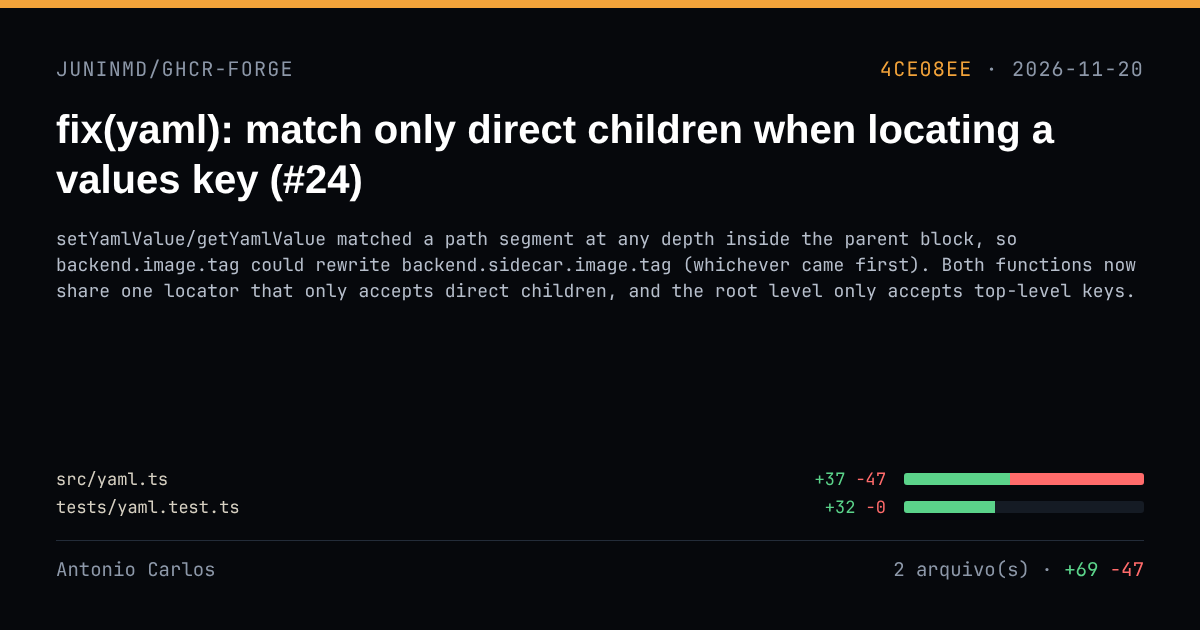 JUNINMD/GHCR-FORGE
4CE08EE · 2026-11-20
fix(yaml): match only direct children when locating a
values key (#24)
setYamlValue/getYamlValue matched a path segment at any depth inside the parent block, so
backend.image.tag could rewrite backend.sidecar.image.tag (whichever came first). Both functions now
share one locator that only accepts direct children, and the root level only accepts top-level keys.
src/yaml.ts +37 -47
tests/yaml.test.ts +32 -0
Antonio Carlos
2 arquivo(s) · +69 -47